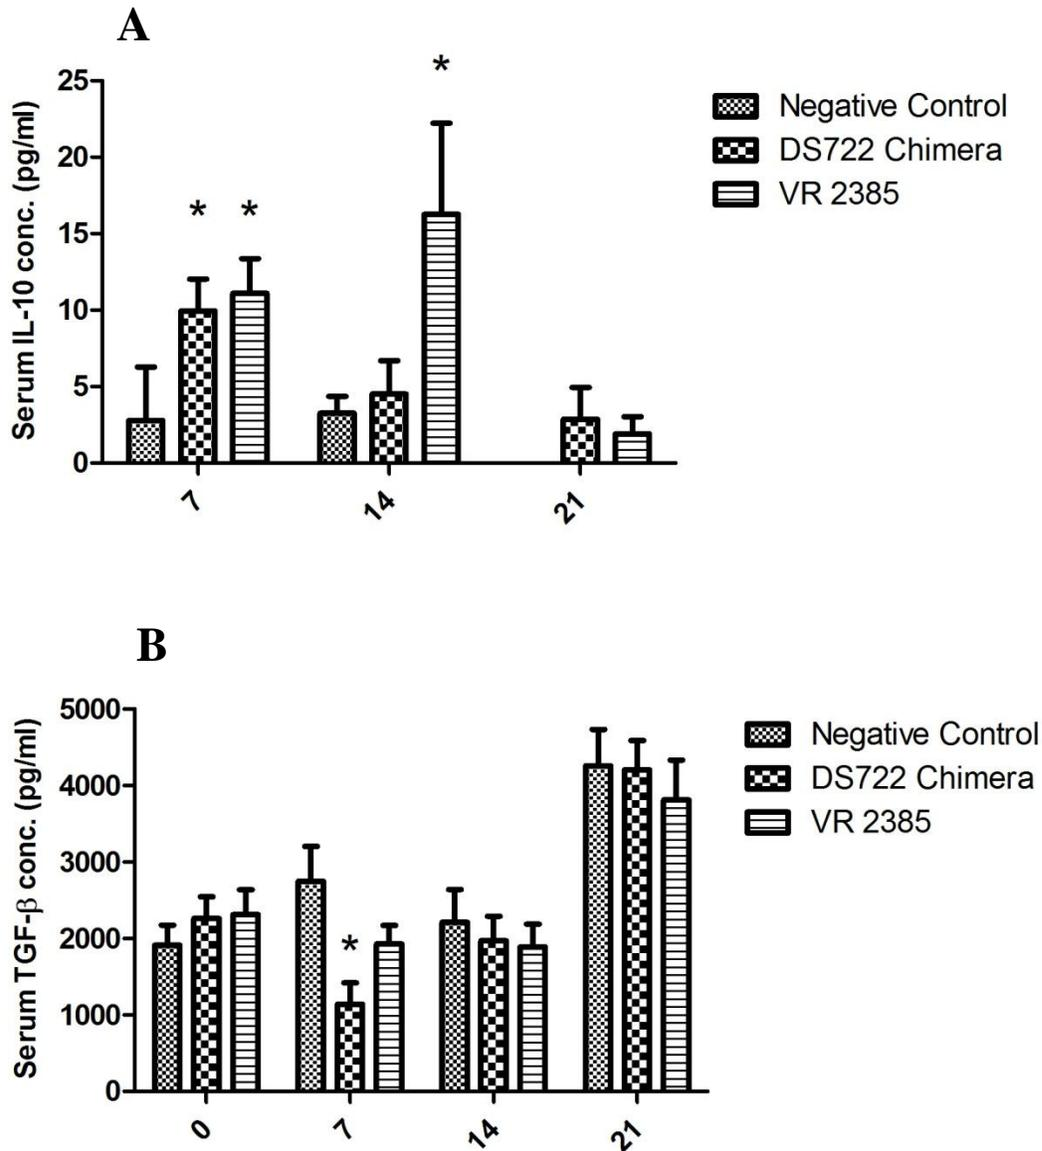 A
*
25
20
15
10
5
0
Serum IL-10 conc. (pg/ml)
* *
7 14 21
Negative Control
DS722 Chimera
VR 2385
B
5000
4000
3000
2000
1000
0
Serum TGF-β conc. (pg/ml)
*
0 7 14 21
Negative Control
DS722 Chimera
VR 2385